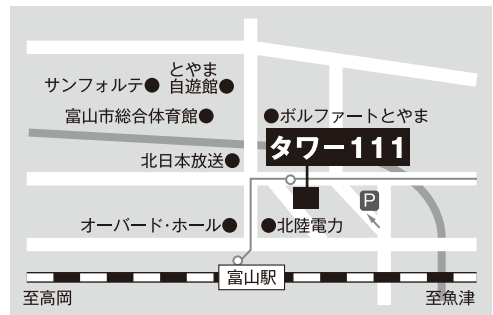 とやま
自遊館
サンフォルテ
富山市総合体育館
ボルファートとやま
タワー111
北日本放送
P
オーバード・ホール
北陸電力
富山駅
至高岡
至魚津